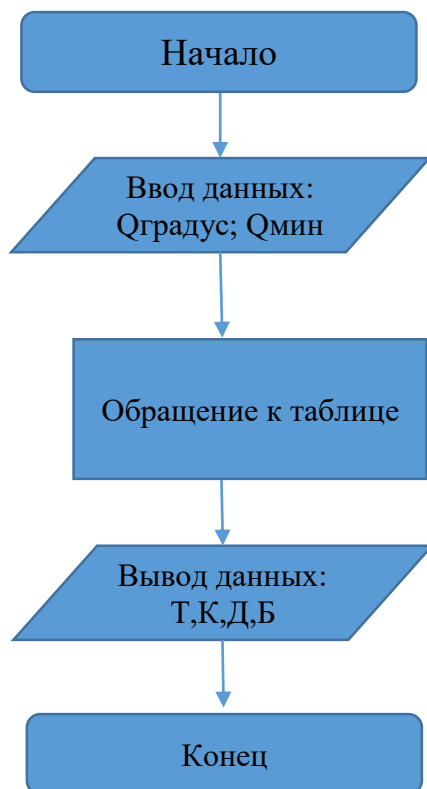 Начало
Ввод данных:
Qградус; Qмин
Обращение к таблице
Вывод данных:
Т,К,Д,Б
Конец